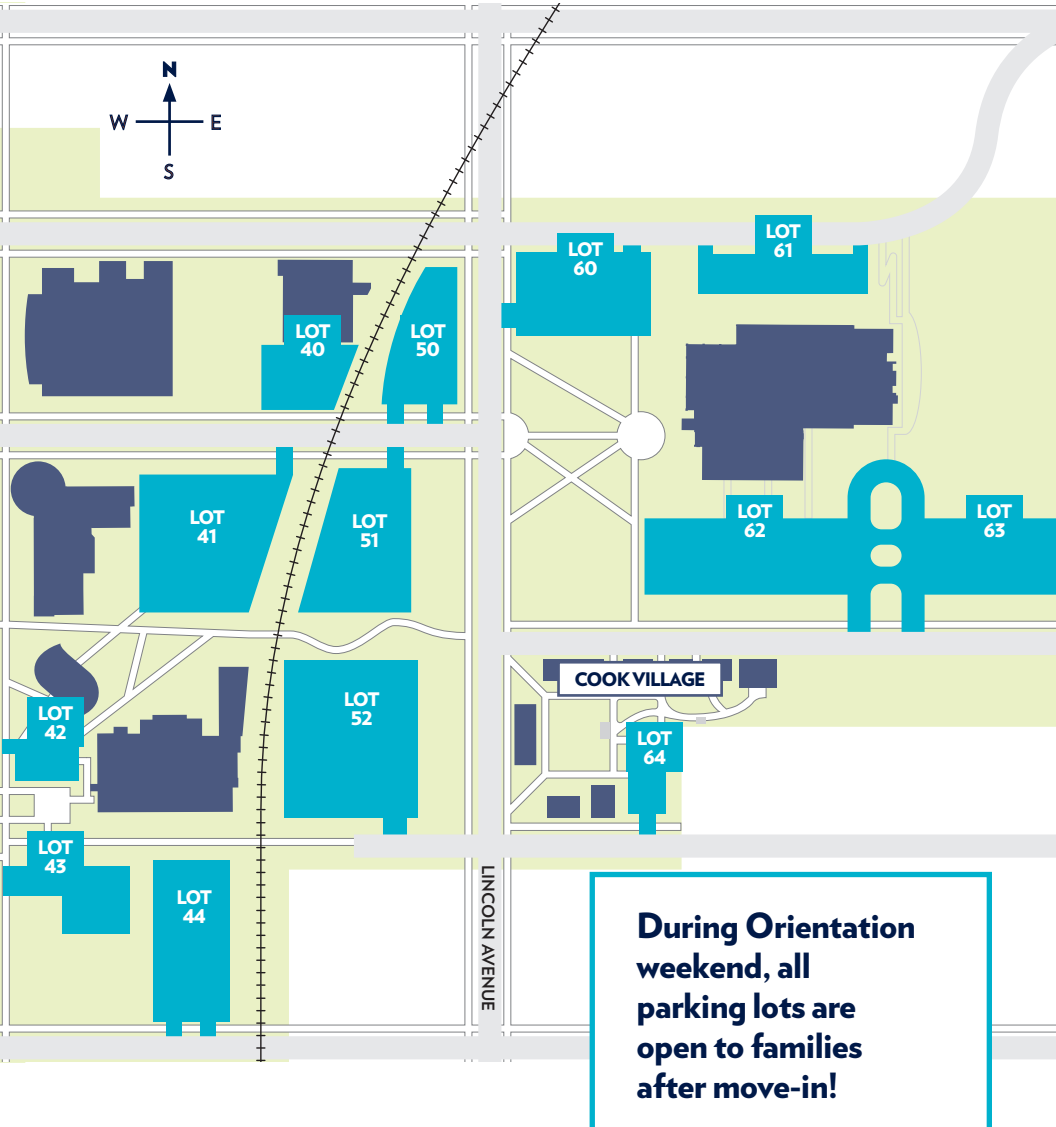 N
W E
S
LOT
60
LOT
61
LOT
40
LOT
50
LOT
41
LOT
51
LOT
62
LOT
63
LOT
42
LOT
52
COOK VILLAGE
LOT
64
LOT
43
LOT
44
LINCOLN AVENUE
During Orientation
weekend, all
parking lots are
open to families
after move-in!